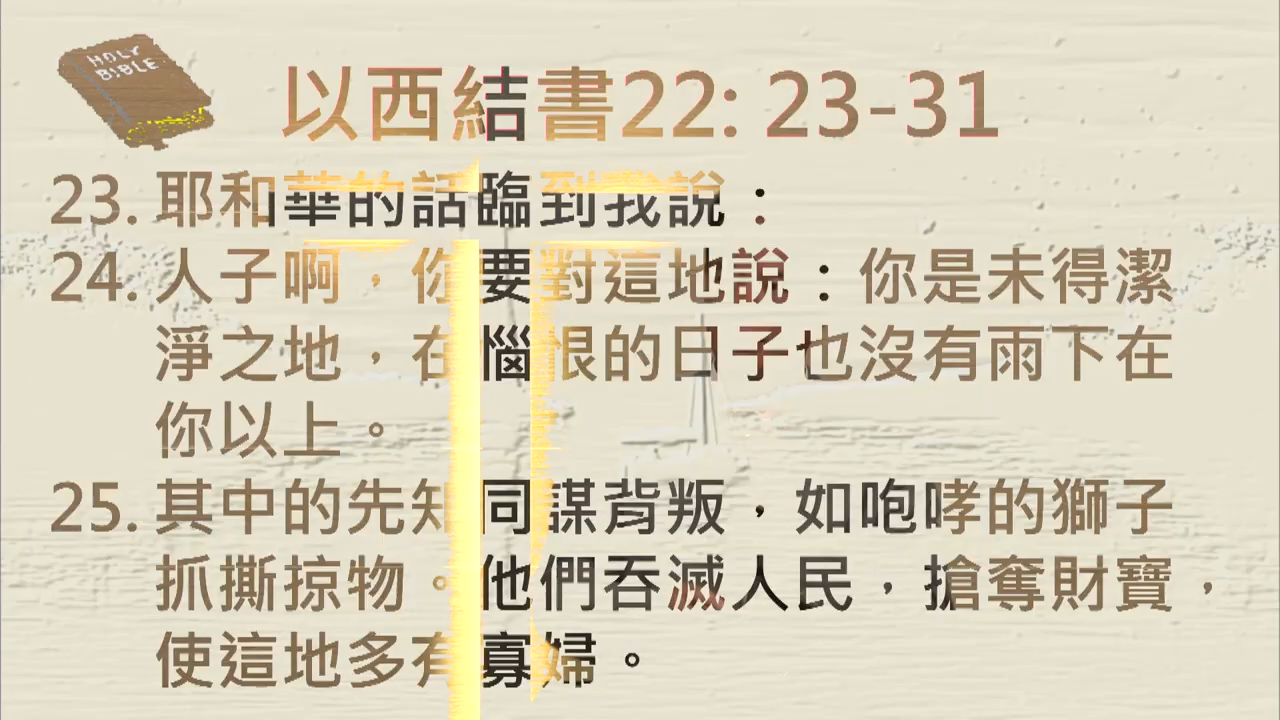 HOLY
BIBLE
以西結書22: 23-31
23. 耶和華的話臨到我說：
24. 人子啊，你要對這地說：你是未得潔
淨之地，在惱恨的日子也沒有雨下在
你以上。
25. 其中的先知同謀背叛，如咆哮的獅子
抓撕掠物。他們吞滅人民，搶奪財寶，
使這地多有寡婦。